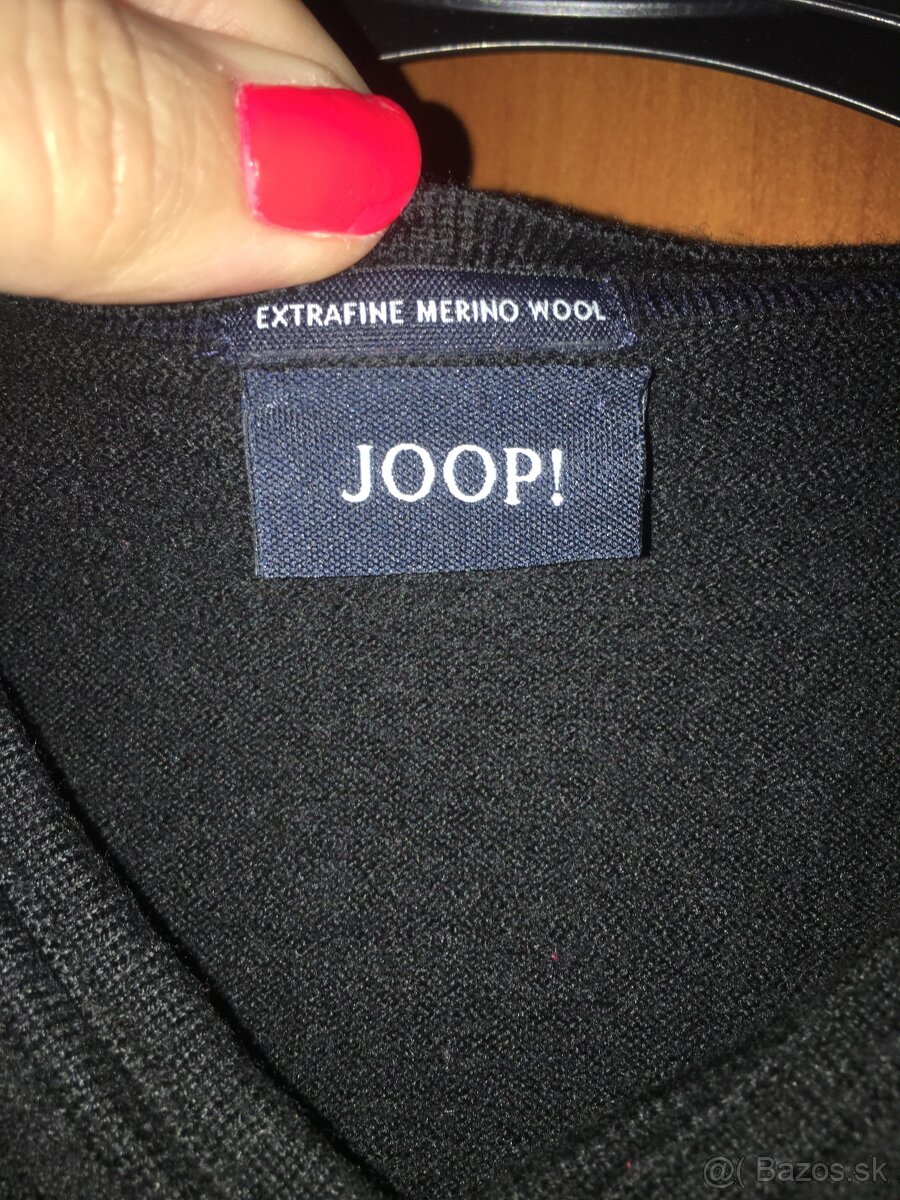 EXTRAFINE MERINO WOOL
JOOP!
@( Bazos.sk